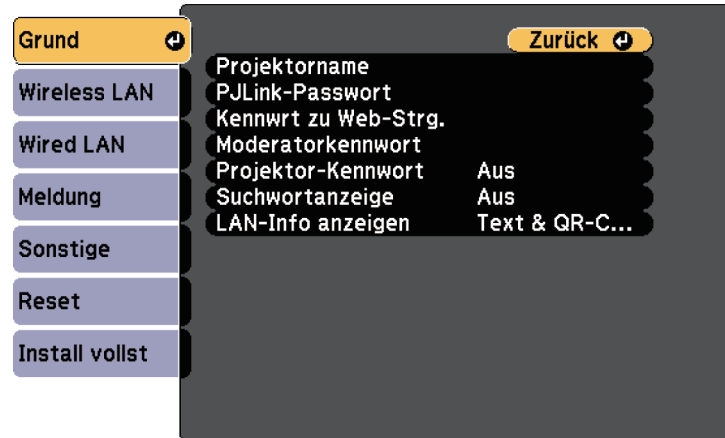 Grund
Wireless LAN
Wired LAN
Meldung
Sonstige
Reset
Install vollst
Zurück
Projektorname
PJLink-Passwort
Kennwrt zu Web-Strg.
Moderatorkennwort
Projektor-Kennwort Aus
Suchwortanzeige Aus
LAN-Info anzeigen Text & QR-C...